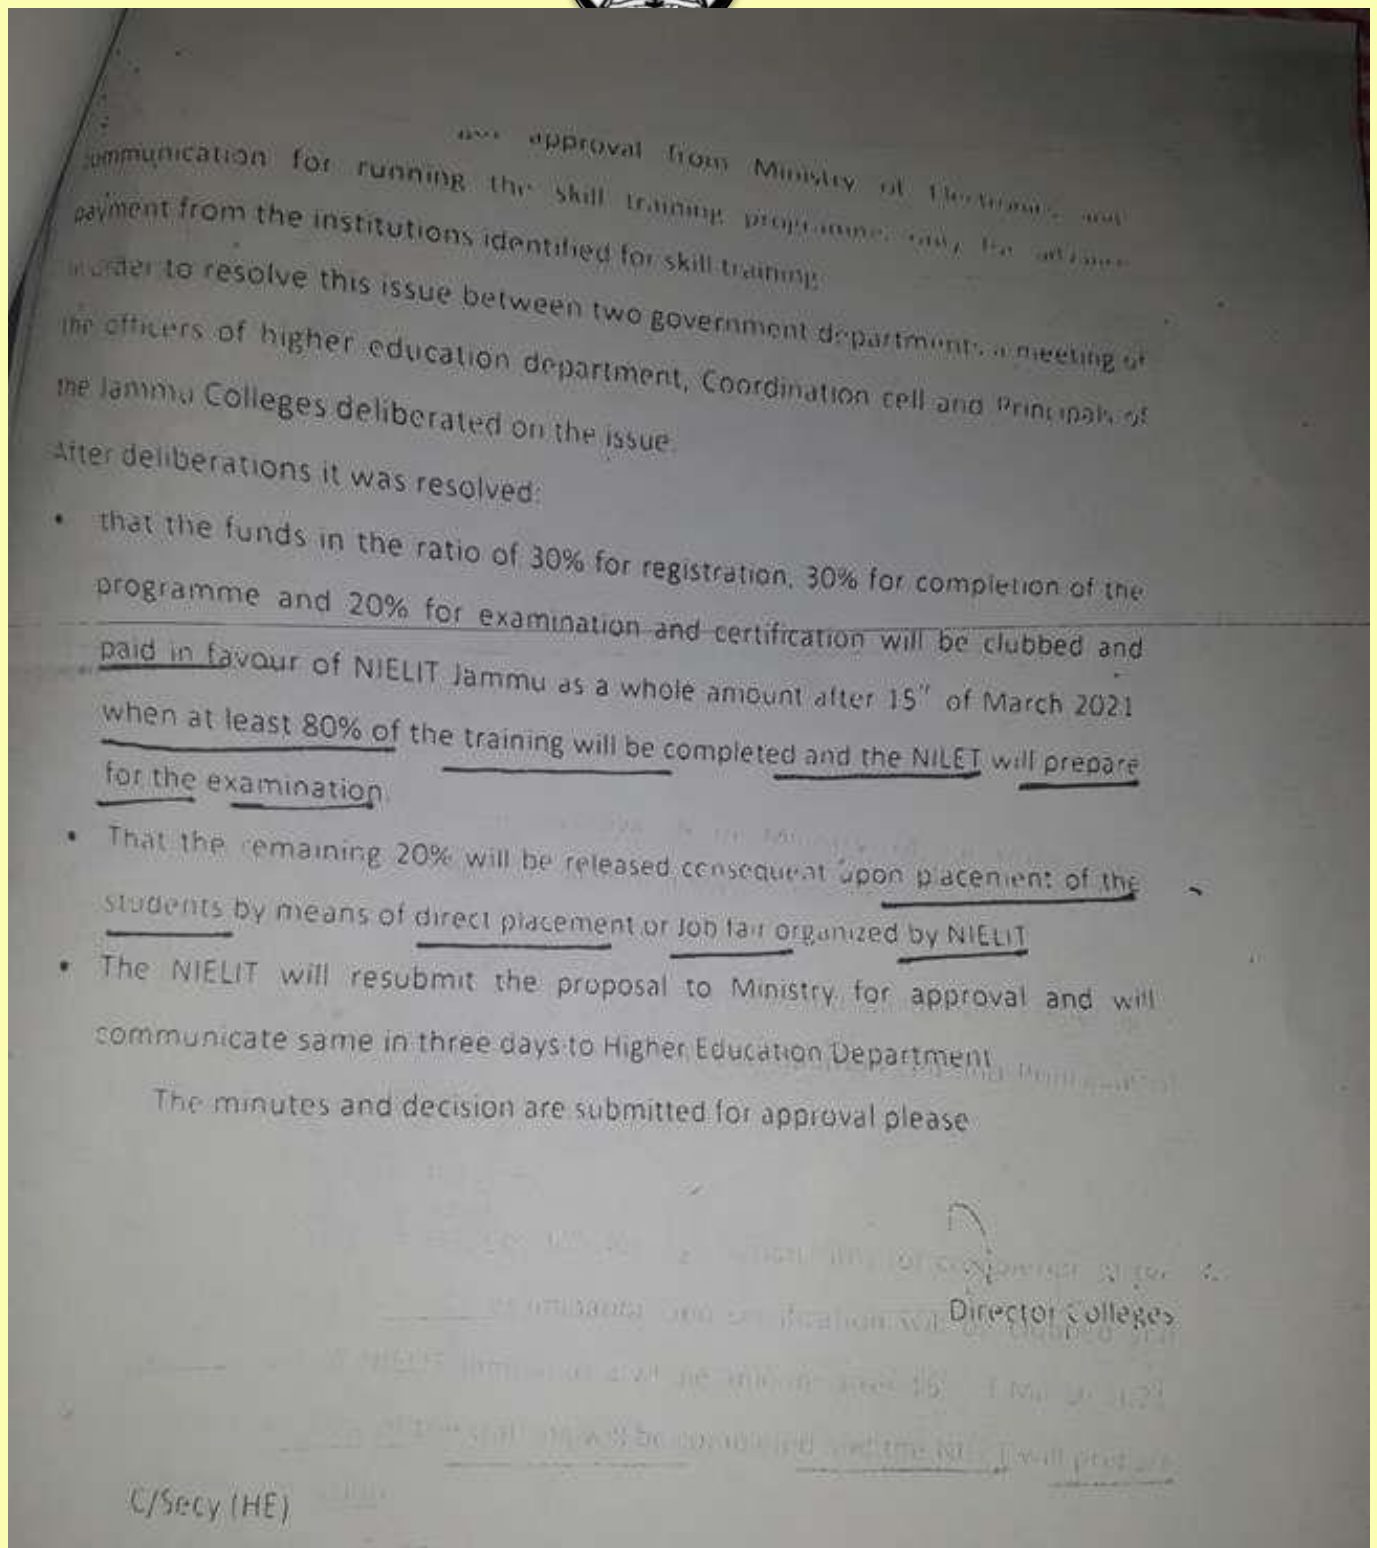 approval from Ministry of Electronics and
communication for running the skill training programme, only the advance
payment from the institutions identified for skill training.
order to resolve this issue between two government departments a meeting of
the officers of higher education department, Coordination cell and Principals of
the Jammu Colleges deliberated on the issue.
After deliberations it was resolved:
• that the funds in the ratio of 30% for registration, 30% for completion of the
programme and 20% for examination and certification will be clubbed and
paid in favour of NIELIT Jammu as a whole amount after 15" of March 2021
when at least 80% of the training will be completed and the NILET will prepare
for the examination.
• That the remaining 20% will be released consequent upon placement of the
students by means of direct placement or Job fair organized by NIELIT
• The NIELIT will resubmit the proposal to Ministry for approval and will
communicate same in three days to Higher Education Department
The minutes and decision are submitted for approval please
Director Colleges
C/Secy (HE)